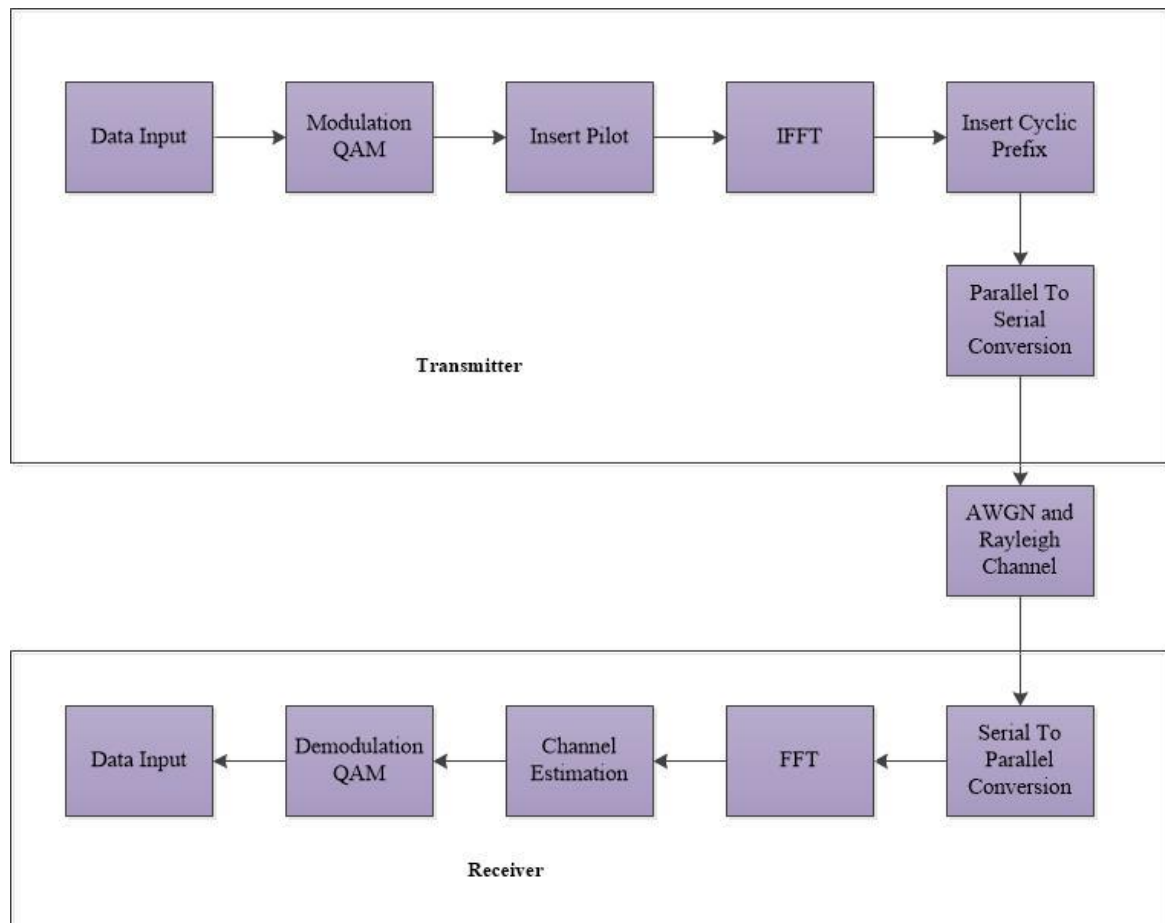 Data Input
Modulation
QAM
Insert Pilot
IFFT
Insert Cyclic
Prefix
Parallel To
Serial
Conversion
Transmitter
AWGN and
Rayleigh
Channel
Serial To
Parallel
Conversion
FFT
Channel
Estimation
Demodulation
QAM
Data Input
Receiver